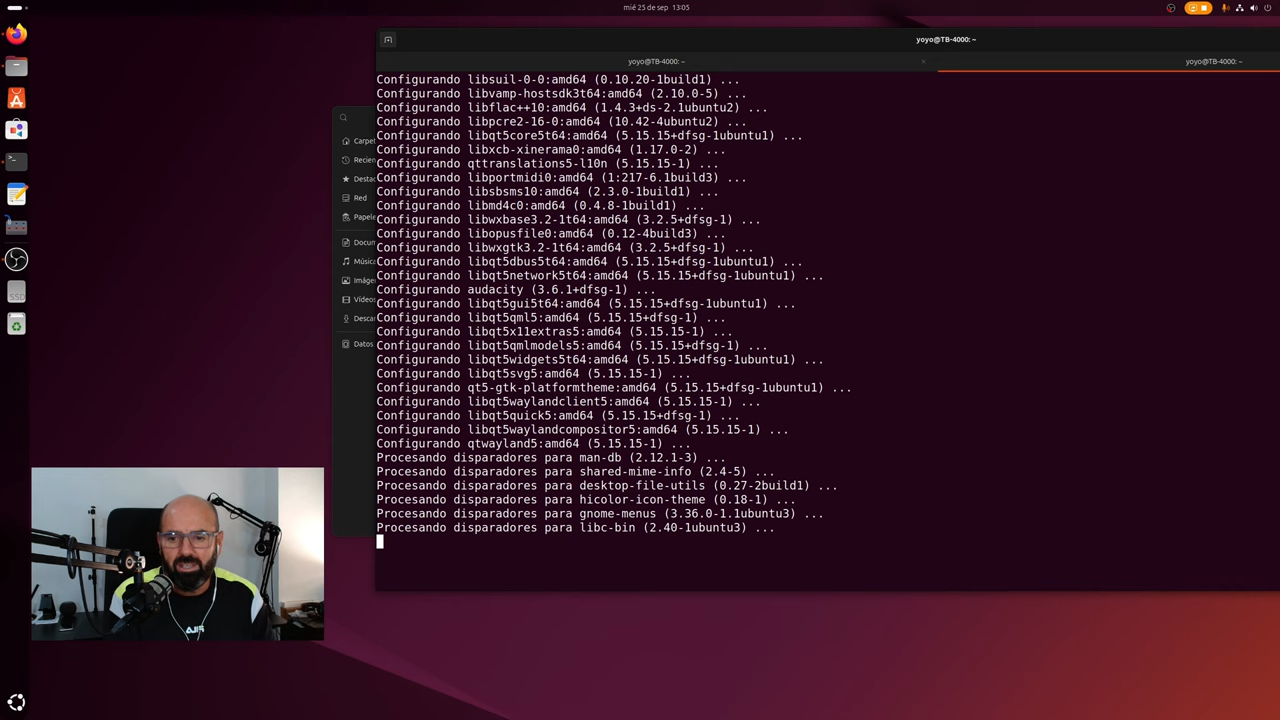 mié 25 de sep  13:05
yoyo@TB-4000: ~
yoyo@TB-4000: ~
yoyo@TB-4000: ~
Configurando libsuil-0-0:amd64 (0.10.20-1build1) ...
Configurando libvamp-hostsdk3t64:amd64 (2.10.0-5) ...
Configurando libflac++10:amd64 (1.4.3+ds-2.1ubuntu2) ...
Configurando libpcre2-16-0:amd64 (10.42-4ubuntu2) ...
Configurando libqt5core5t64:amd64 (5.15.15+dfsg-1ubuntu1) ...
Configurando libxcb-xinerama0:amd64 (1.17.0-2) ...
Configurando qttranslations5-l10n (5.15.15-1) ...
Configurando libportmidi0:amd64 (1:217-6.1build3) ...
Configurando libsbsms10:amd64 (2.3.0-1build1) ...
Configurando libmd4c0:amd64 (0.4.8-1build1) ...
Configurando libwxbase3.2-1t64:amd64 (3.2.5+dfsg-1) ...
Configurando libopusfile0:amd64 (0.12-4build3) ...
Configurando libwxgtk3.2-1t64:amd64 (3.2.5+dfsg-1) ...
Configurando libqt5dbus5t64:amd64 (5.15.15+dfsg-1ubuntu1) ...
Configurando libqt5network5t64:amd64 (5.15.15+dfsg-1ubuntu1) ...
Configurando audacity (3.6.1+dfsg-1) ...
Configurando libqt5gui5t64:amd64 (5.15.15+dfsg-1ubuntu1) ...
Configurando libqt5qml5:amd64 (5.15.15+dfsg-1) ...
Configurando libqt5x11extras5:amd64 (5.15.15-1) ...
Configurando libqt5qmlmodels5:amd64 (5.15.15+dfsg-1) ...
Configurando libqt5widgets5t64:amd64 (5.15.15+dfsg-1ubuntu1) ...
Configurando libqt5svg5:amd64 (5.15.15-1) ...
Configurando qt5-gtk-platformtheme:amd64 (5.15.15+dfsg-1ubuntu1) ...
Configurando libqt5waylandclient5:amd64 (5.15.15-1) ...
Configurando libqt5quick5:amd64 (5.15.15+dfsg-1) ...
Configurando libqt5waylandcompositor5:amd64 (5.15.15-1) ...
Configurando qtwayland5:amd64 (5.15.15-1) ...
Procesando disparadores para man-db (2.12.1-3) ...
Procesando disparadores para shared-mime-info (2.4-5) ...
Procesando disparadores para desktop-file-utils (0.27-2build1) ...
Procesando disparadores para hicolor-icon-theme (0.18-1) ...
Procesando disparadores para gnome-menus (3.36.0-1.1ubuntu3) ...
Procesando disparadores para libc-bin (2.40-1ubuntu3) ...
Carpet
Recien
Destac
Red
Papele
Docum
Música
Imáge
Vídeos
Descar
Datos
SSD